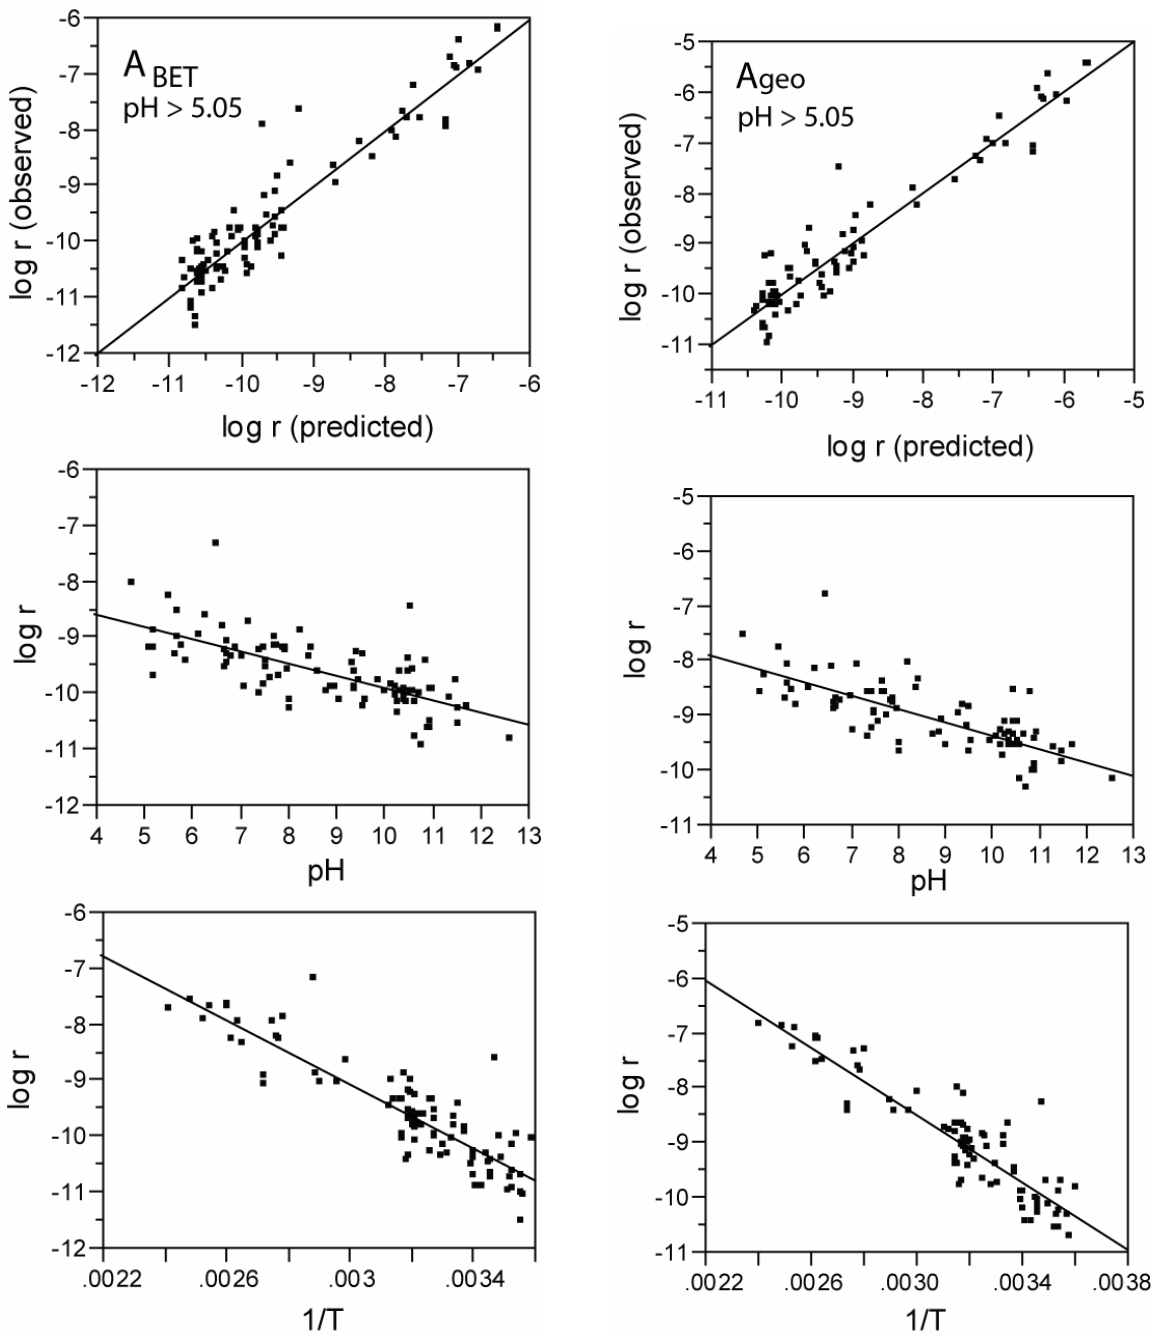 A BET
pH > 5.05
log r (observed)
-6
-7
-8
-9
-10
-11
-12
-12 -11 -10 -9 -8 -7 -6
log r (predicted)
Ageo
pH > 5.05
log r (observed)
-5
-6
-7
-8
-9
-10
-11
-11 -10 -9 -8 -7 -6 -5
log r (predicted)
log r
-6
-7
-8
-9
-10
-11
-12
4 5 6 7 8 9 10 11 12 13
pH
log r
-5
-6
-7
-8
-9
-10
-11
4 5 6 7 8 9 10 11 12 13
pH
log r
-6
-7
-8
-9
-10
-11
-12
.0022 .0026 .003 .0034
1/T
log r
-5
-6
-7
-8
-9
-10
-11
.0022 .0026 .0030 .0034 .0038
1/T